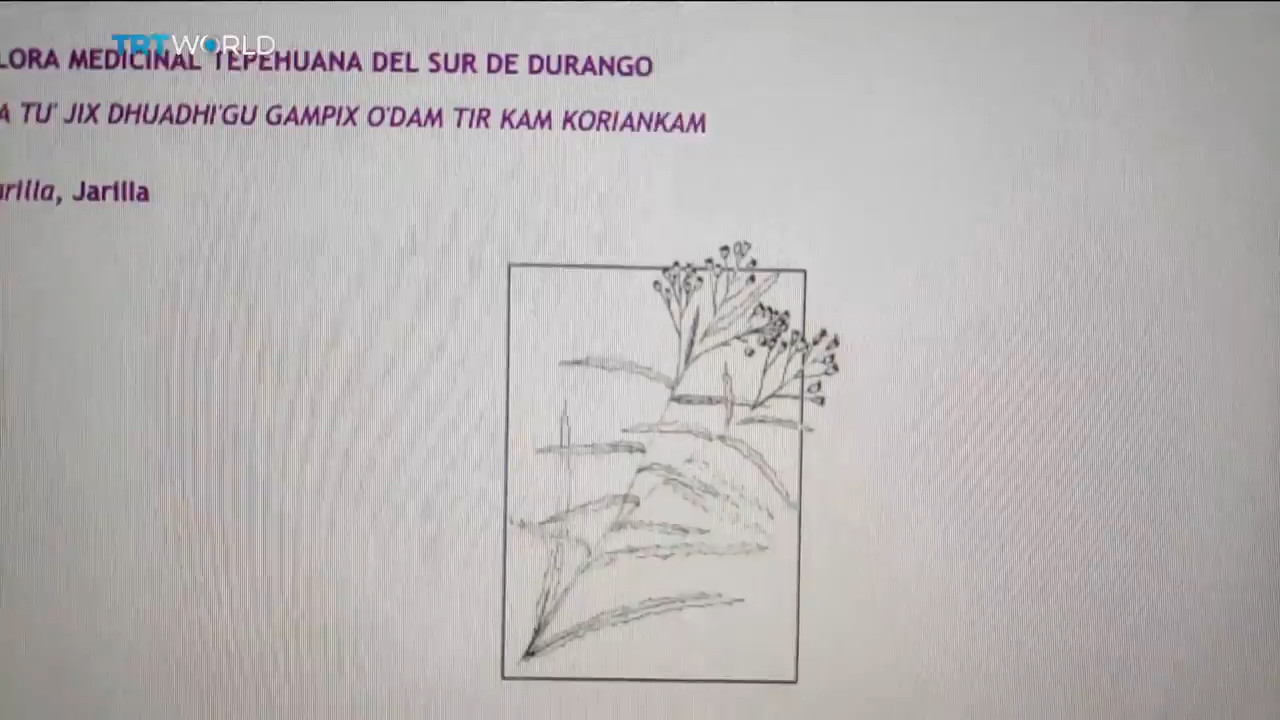 TRT WORLD
LORA MEDICINAL TEPEHUANA DEL SUR DE DURANGO
A TU' JIX DHUADHI'GU GAMPIX O'DAM TIR KAM KORIANKAM
rilla, Jarilla